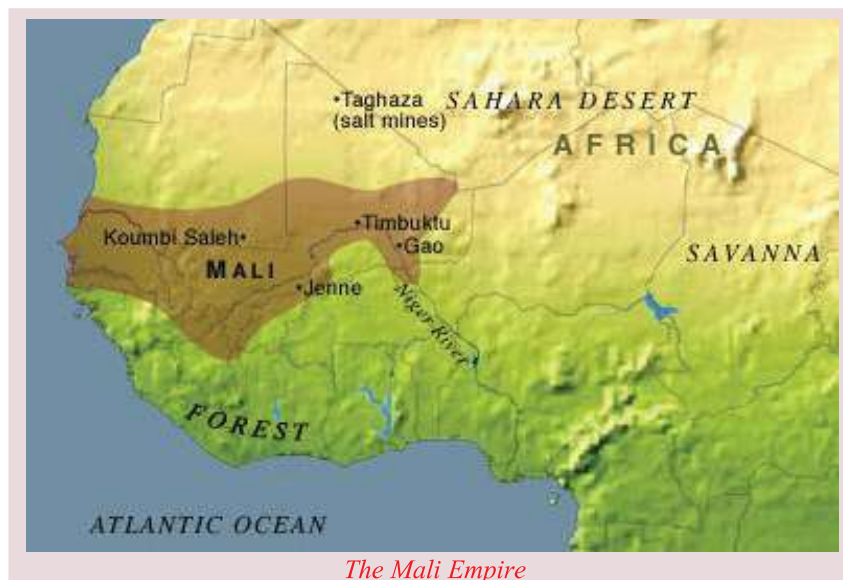 •Taghaza
(salt mines)
SAHARA DESERT
AFRICA
•Timbuktu
Koumbi Saleh•
•Gao
SAVANNA
MALI
•Jenne
Niger River
FOREST
ATLANTIC OCEAN
The Mali Empire